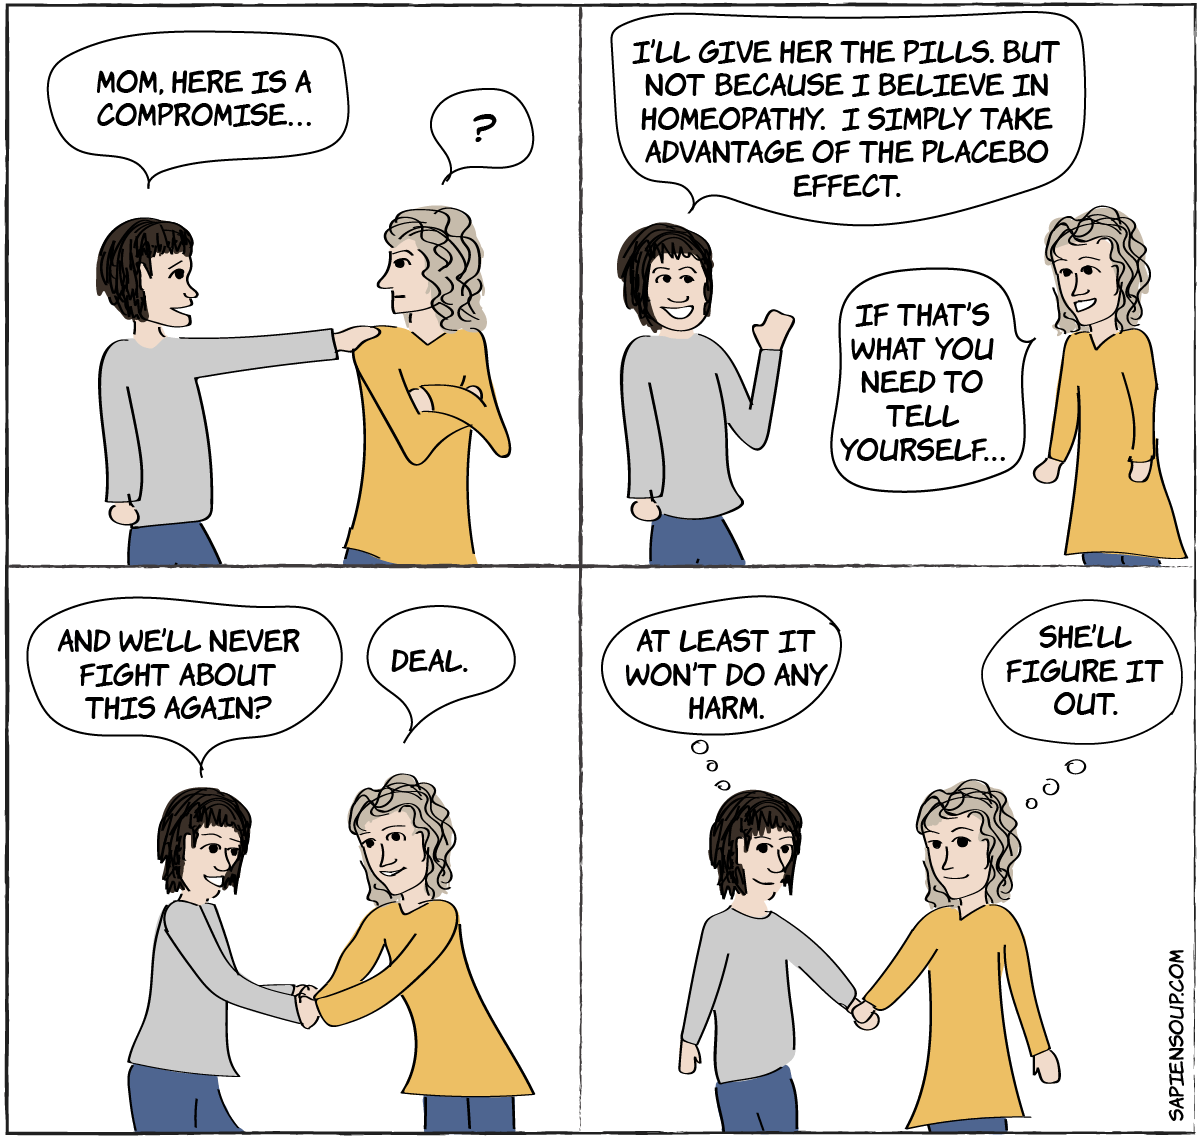 MOM, HERE IS A
COMPROMISE...
?
I'LL GIVE HER THE PILLS. BUT
NOT BECAUSE I BELIEVE IN
HOMEOPATHY. I SIMPLY TAKE
ADVANTAGE OF THE PLACEBO
EFFECT.
IF THAT'S
WHAT YOU
NEED TO
TELL
YOURSELF...
AND WE'LL NEVER
FIGHT ABOUT
THIS AGAIN?
DEAL.
AT LEAST IT
WON'T DO ANY
HARM.
SHE'LL
FIGURE IT
OUT.
SAPIENSOUP.COM